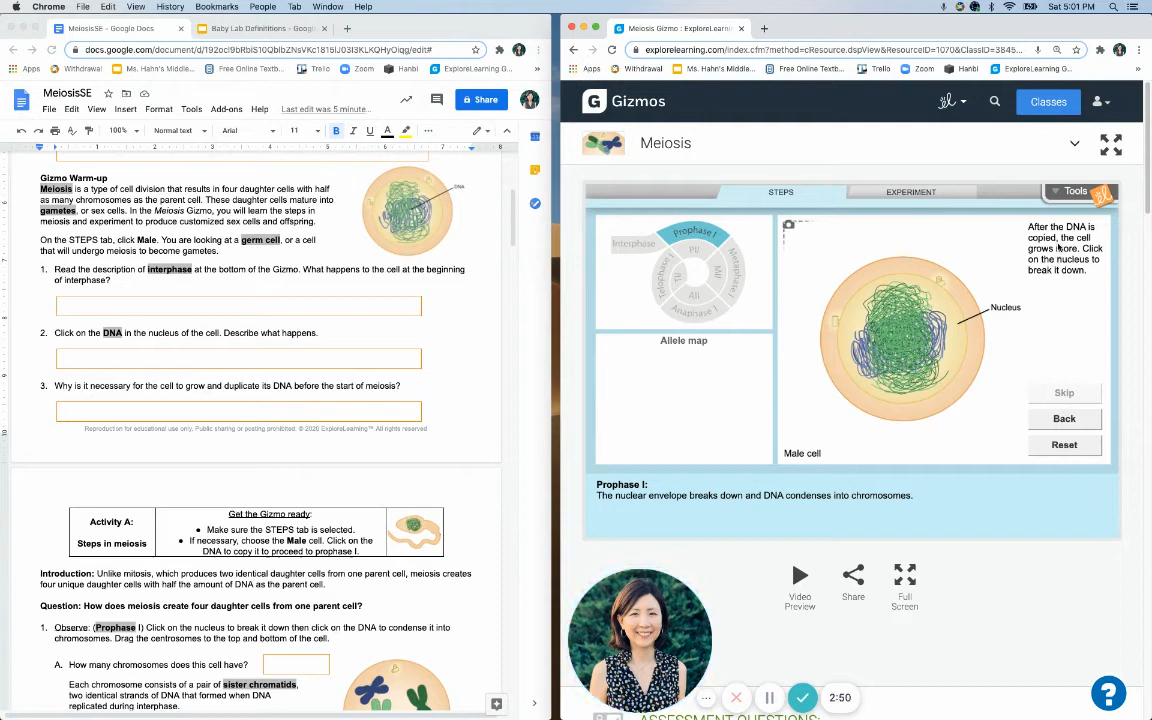 Chrome File Edit View History Bookmarks People Tab Window Help
Sat 5:01 PM
MeiosisSE - Google Docs
Baby Lab Definititions - Googl
docs.google.com/document/d/192ocI9bRbIS10QbIbZNsVKc1815IJ03I3KLKQHyOiqg/edit#
Apps Withdrawal Ms. Hahn's Middle... Free Online Textb... Trello Zoom Hanbi ExploreLearning G
MeiosisSE
File Edit View Insert Format Tools Add-ons Help Last edit was 5 minute...
Share
100% Normal text Arial 11
Gizmo Warm-up
Meiosis is a type of cell division that results in four daughter cells with half
as many chromosomes as the parent cell. These daughter cells mature into
gametes, or sex cells. In the Meiosis Gizmo, you will learn the steps in
meiosis and experiment to produce customized sex cells and offspring.
DNA
On the STEPS tab, click Male. You are looking at a germ cell, or a cell
that will undergo meiosis to become gametes.
1. Read the description of interphase at the bottom of the Gizmo. What happens to the cell at the beginning
of interphase?
2. Click on the DNA in the nucleus of the cell. Describe what happens.
3. Why is it necessary for the cell to grow and duplicate its DNA before the start of meiosis?
Reproduction for educational use only. Public sharing or posting prohibited. © 2020 ExploreLearning™ All rights reserved
Activity A:
Steps in meiosis
Get the Gizmo ready:
● Make sure the STEPS tab is selected.
● If necessary, choose the Male cell. Click on the
DNA to copy it to proceed to prophase I.
Introduction: Unlike mitosis, which produces two identical daughter cells from one parent cell, meiosis creates
four unique daughter cells with half the amount of DNA as the parent cell.
Question: How does meiosis create four daughter cells from one parent cell?
1. Observe: (Prophase I) Click on the nucleus to break it down then click on the DNA to condense it into
chromosomes. Drag the centrosomes to the top and bottom of the cell.
A. How many chromosomes does this cell have?
Each chromosome consists of a pair of sister chromatids,
two identical strands of DNA that formed when DNA
replicated during interphase.
Meiosis Gizmo : ExploreLearni
explorelearning.com/index.cfm?method=cResource.dspView&ResourceID=1070&ClassID=3845...
Apps Withdrawal Ms. Hahn's Middle... Free Online Textb... Trello Zoom Hanbi ExploreLearning G...
G Gizmos
Classes
Meiosis
STEPS
EXPERIMENT
Tools
Interphase
Prophase I
Metaphase I
Anaphase I
Telophase I
PII
MII
AII
TII
Allele map
After the DNA is
copied, the cell
grows more. Click
on the nucleus to
break it down.
Nucleus
Skip
Back
Reset
Male cell
Prophase I:
The nuclear envelope breaks down and DNA condenses into chromosomes.
Video
Preview
Share
Full
Screen
2:50
ASSESSMENT QUESTIONS:
?